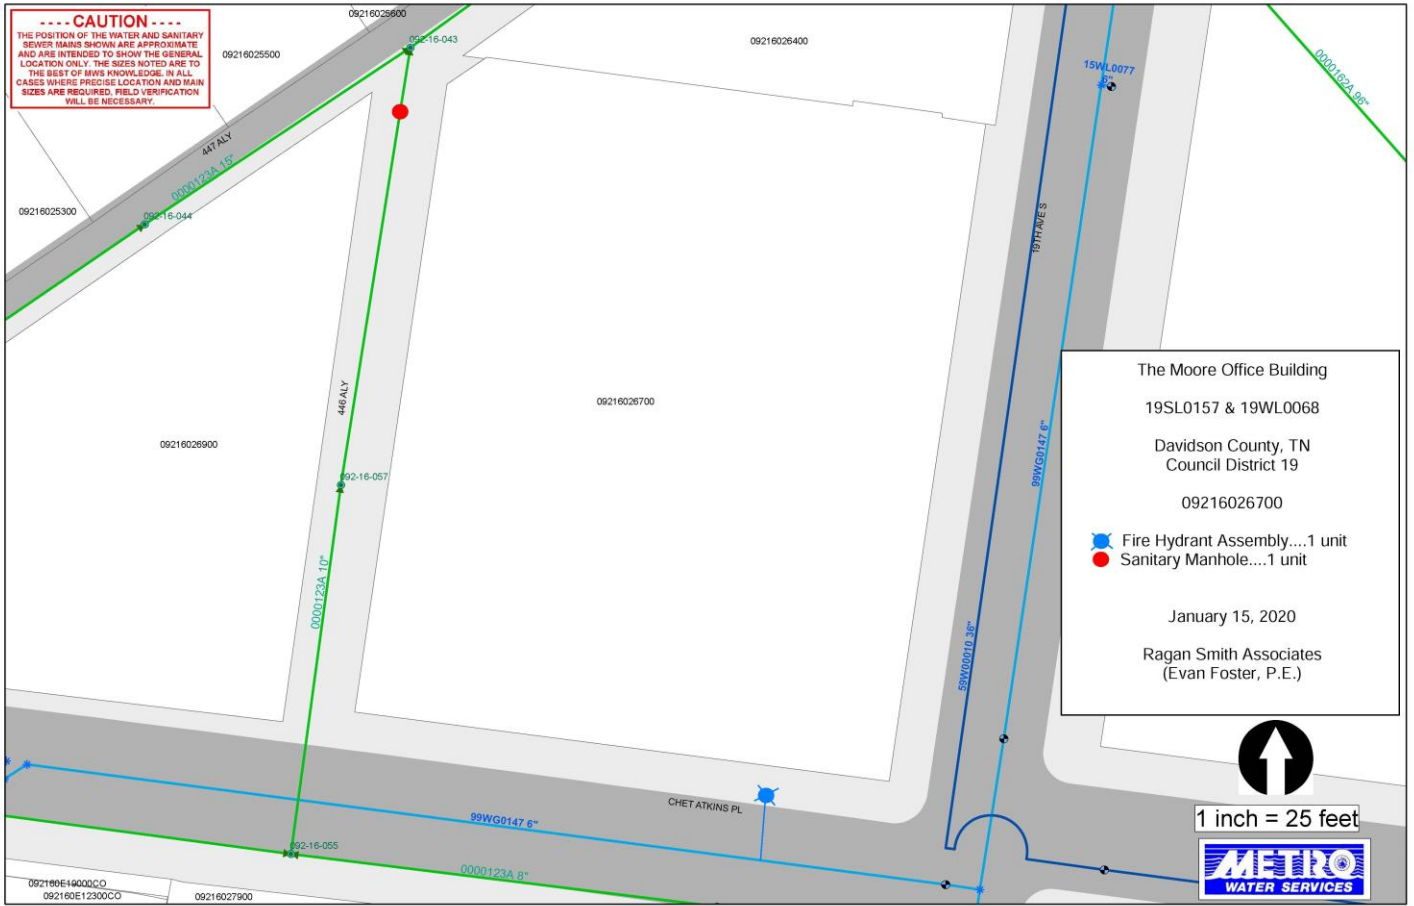 ---- CAUTION ----
THE POSITION OF THE WATER AND SANITARY
SEWER MAINS SHOWN ARE APPROXIMATE
AND ARE INTENDED TO SHOW THE GENERAL
LOCATION ONLY. THE SIZES NOTED ARE TO
THE BEST OF MWS KNOWLEDGE. IN ALL
CASES WHERE PRECISE LOCATION AND MAIN
SIZES ARE REQUIRED, FIELD VERIFICATION
WILL BE NECESSARY.
09216025600
092-16-043
09216025500
09216026400
15WL0077
8"
0000162A 96"
447 ALY
0000123A 15"
09216025300
092-16-044
19TH AVE S
446 ALY
09216026700
09216026900
99WG0147 6"
092-16-057
0000123A 10"
59W00010 36"
The Moore Office Building
19SL0157 & 19WL0068
Davidson County, TN
Council District 19
09216026700
Fire Hydrant Assembly....1 unit
Sanitary Manhole....1 unit
January 15, 2020
Ragan Smith Associates
(Evan Foster, P.E.)
CHET ATKINS PL
99WG0147 6"
092-16-055
0000123A 8"
092160E19000CO
092160E12300CO
09216027900
1 inch = 25 feet
METRO
WATER SERVICES